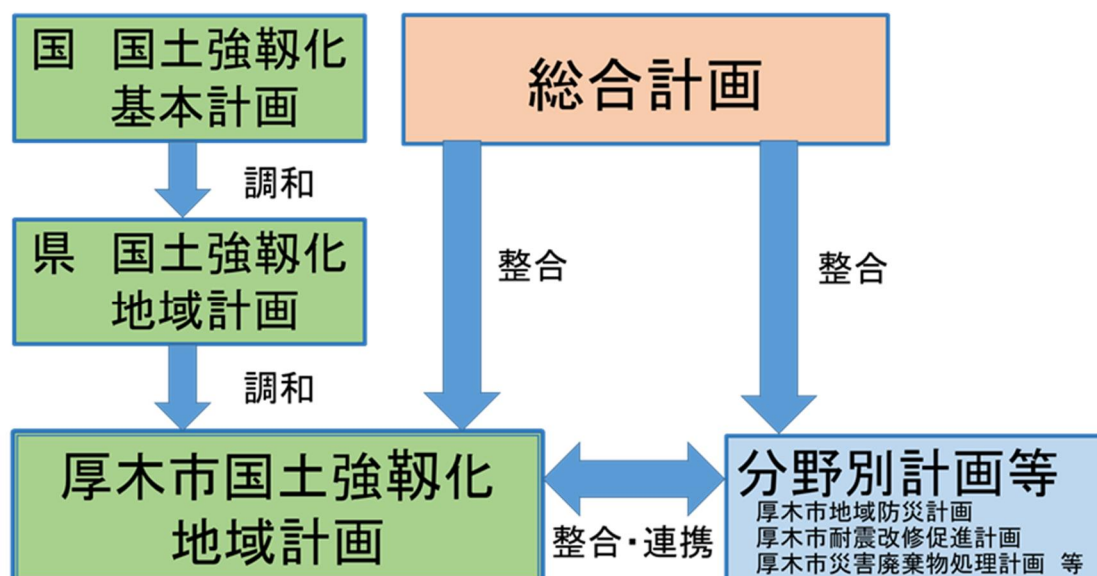 国 国土強靱化
基本計画
総合計画
調和
県 国土強靱化
地域計画
整合
整合
調和
厚木市国土強靱化
地域計画
整合・連携
分野別計画等
厚木市地域防災計画
厚木市耐震改修促進計画
厚木市災害廃棄物処理計画 等